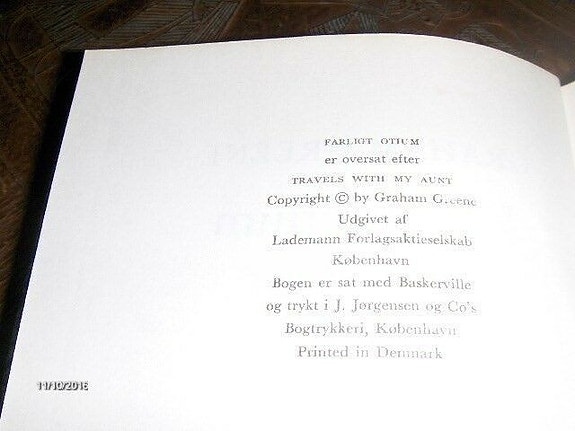 FARLIGT OTIUM
er oversat efter
TRAVELS WITH MY AUNT
Copyright © by Graham Greene
Udgivet af
Lademann Forlagsaktieselskab
København
Bogen er sat med Baskerville
og trykt i J. Jørgensen og Co's
Bogtrykkeri, København
Printed in Denmark
11/10/2016